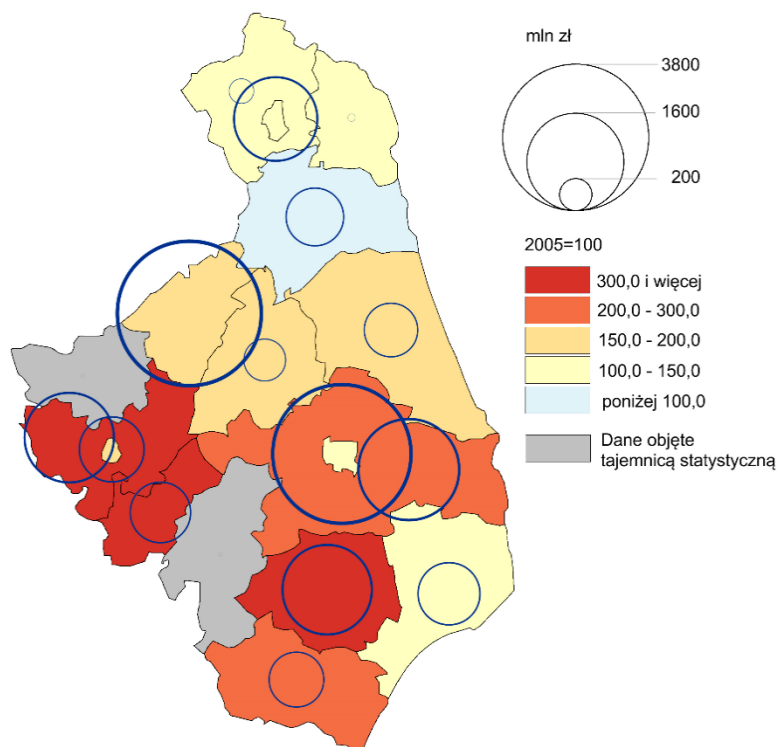 mln zł
3800
1600
200
2005=100
300,0 i więcej
200,0 - 300,0
150,0 - 200,0
100,0 - 150,0
poniżej 100,0
Dane objęte
tajemnicą statystyczną